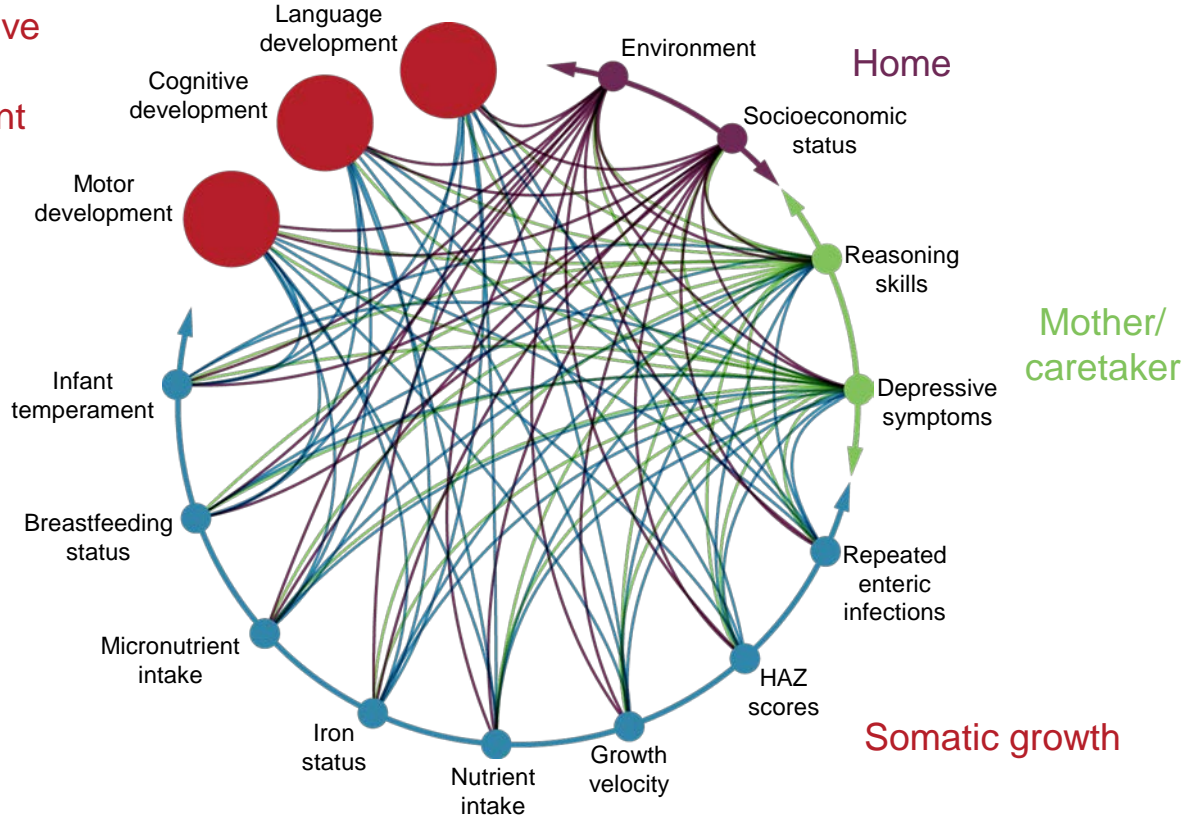 Language
development
Cognitive
development
Motor
development
Environment
Home
Socioeconomic
status
Reasoning
skills
Mother/
caretaker
Depressive
symptoms
Infant
temperament
Breastfeeding
status
Repeated
enteric
infections
Micronutrient
intake
HAZ
scores
Iron
status
Nutrient
intake
Growth
velocity
Somatic growth